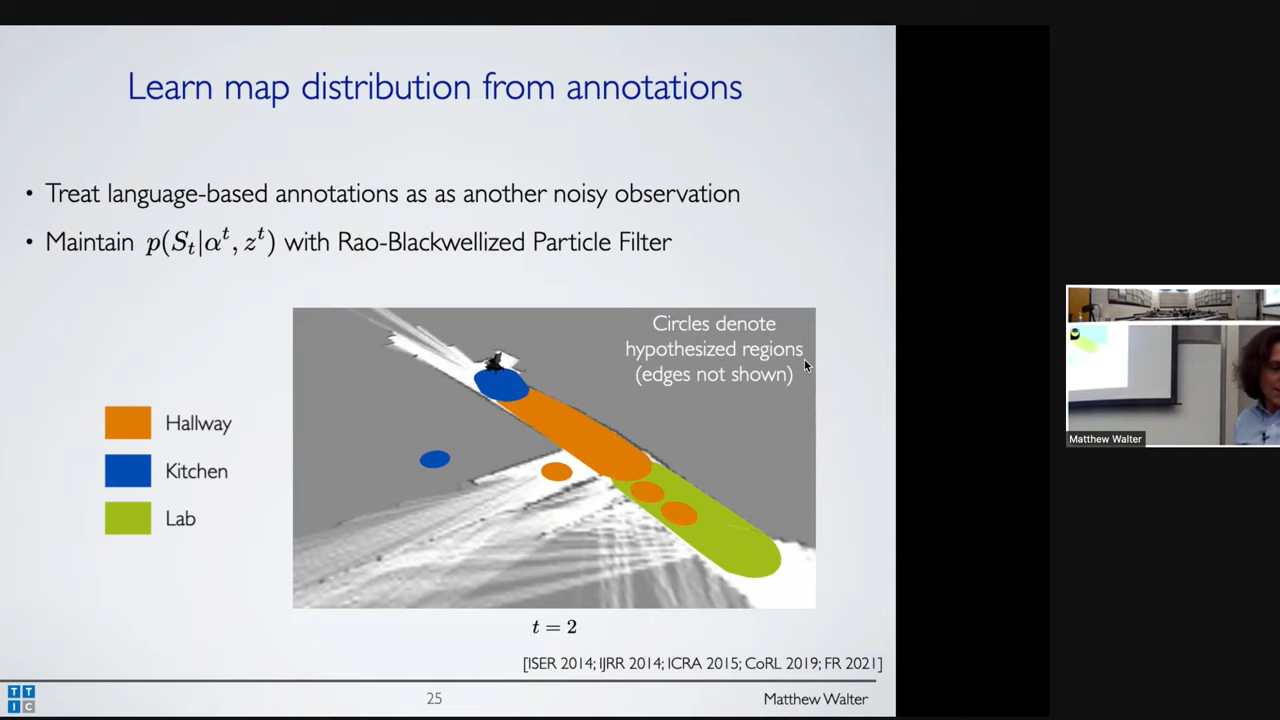 Learn map distribution from annotations
• Treat language-based annotations as as another noisy observation
• Maintain p(S_t|α^t, z^t) with Rao-Blackwellized Particle Filter
Circles denote
hypothesized regions
(edges not shown)
Hallway
Kitchen
Lab
t = 2
[ISER 2014; IJRR 2014; ICRA 2015; CoRL 2019; FR 2021]
TTIC
25
Matthew Walter
Matthew Walter